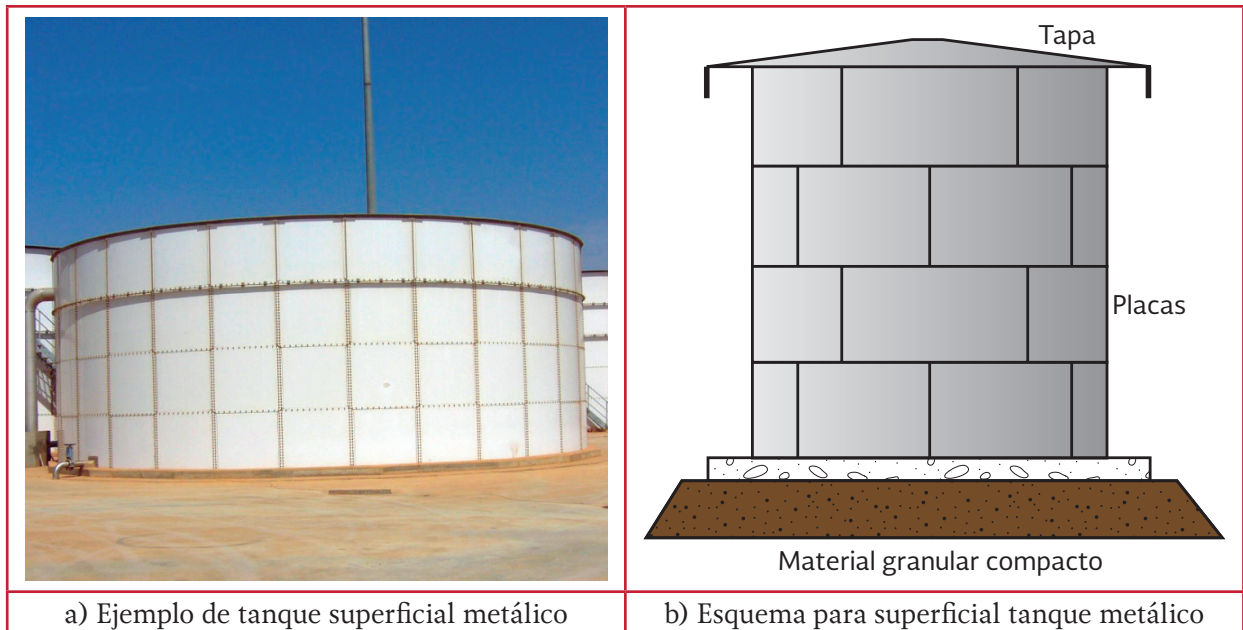 Tapa
Placas
Material granular compacto
a) Ejemplo de tanque superficial metálico
b) Esquema para superficial tanque metálico